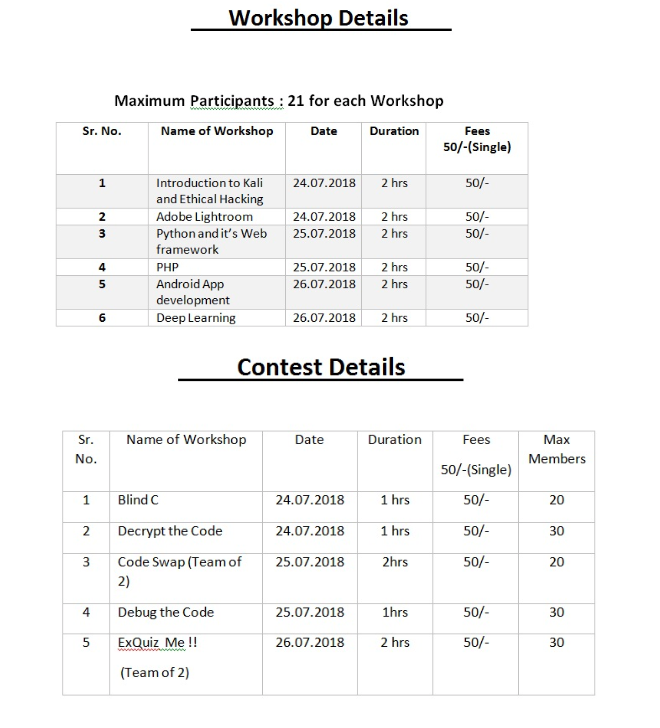 Workshop Details
Maximum Participants : 21 for each Workshop
Sr. No. Name of Workshop Date Duration Fees
50/-(Single)
1 Introduction to Kali 24.07.2018 2 hrs 50/-
and Ethical Hacking
2 Adobe Lightroom 24.07.2018 2 hrs 50/-
3 Python and it's Web 25.07.2018 2 hrs 50/-
framework
4 PHP 25.07.2018 2 hrs 50/-
5 Android App 26.07.2018 2 hrs 50/-
development
6 Deep Learning 26.07.2018 2 hrs 50/-
Contest Details
Sr. Name of Workshop Date Duration Fees Max
No. Members
50/-(Single)
1 Blind C 24.07.2018 1 hrs 50/- 20
2 Decrypt the Code 24.07.2018 1 hrs 50/- 30
3 Code Swap (Team of 25.07.2018 2hrs 50/- 20
2)
4 Debug the Code 25.07.2018 1hrs 50/- 30
5 ExQuiz Me !! 26.07.2018 2 hrs 50/- 30
(Team of 2)